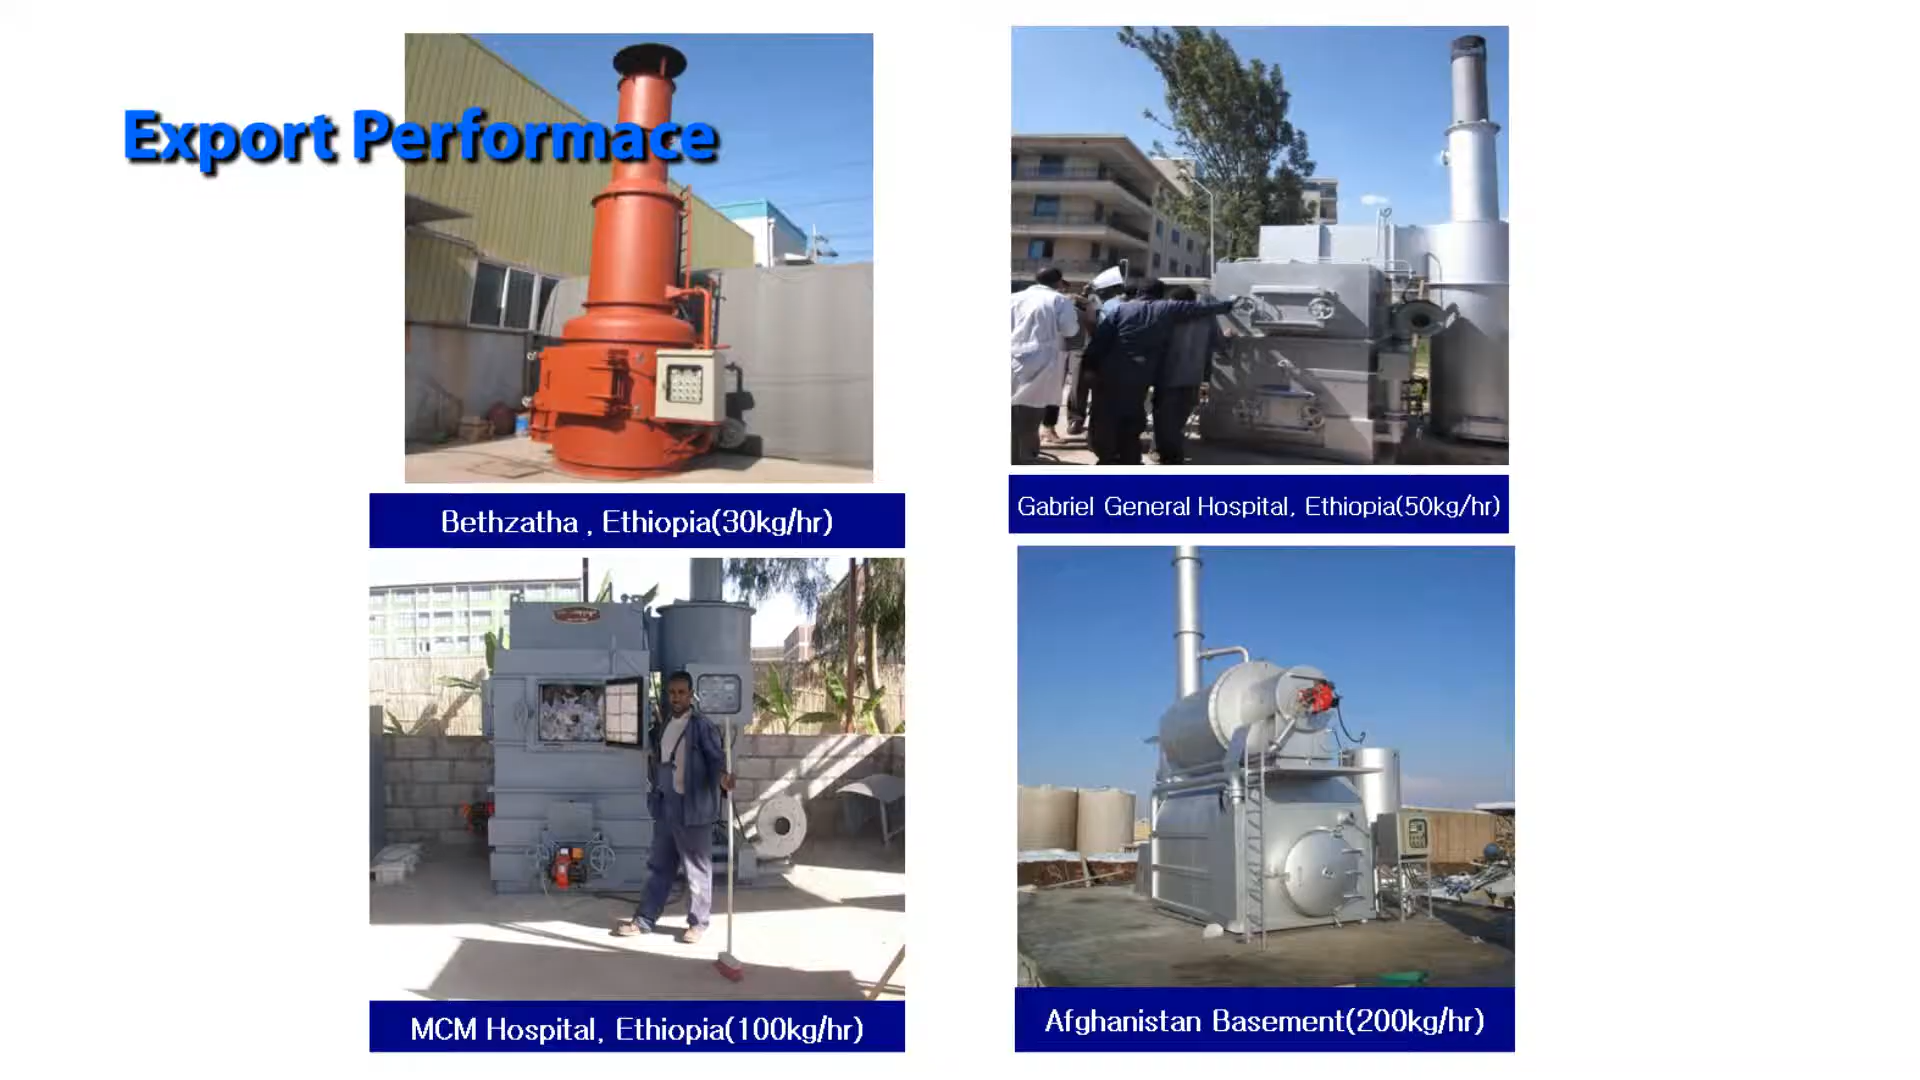 Export Performace
Bethzatha , Ethiopia(30kg/hr)
Gabriel General Hospital, Ethiopia(50kg/hr)
MCM Hospital, Ethiopia(100kg/hr)
Afghanistan Basement(200kg/hr)